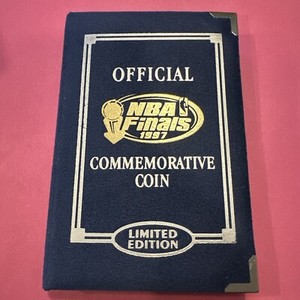 OFFICIAL
NBA
Finals
1997
COMMEMORATIVE
COIN
LIMITED
EDITION